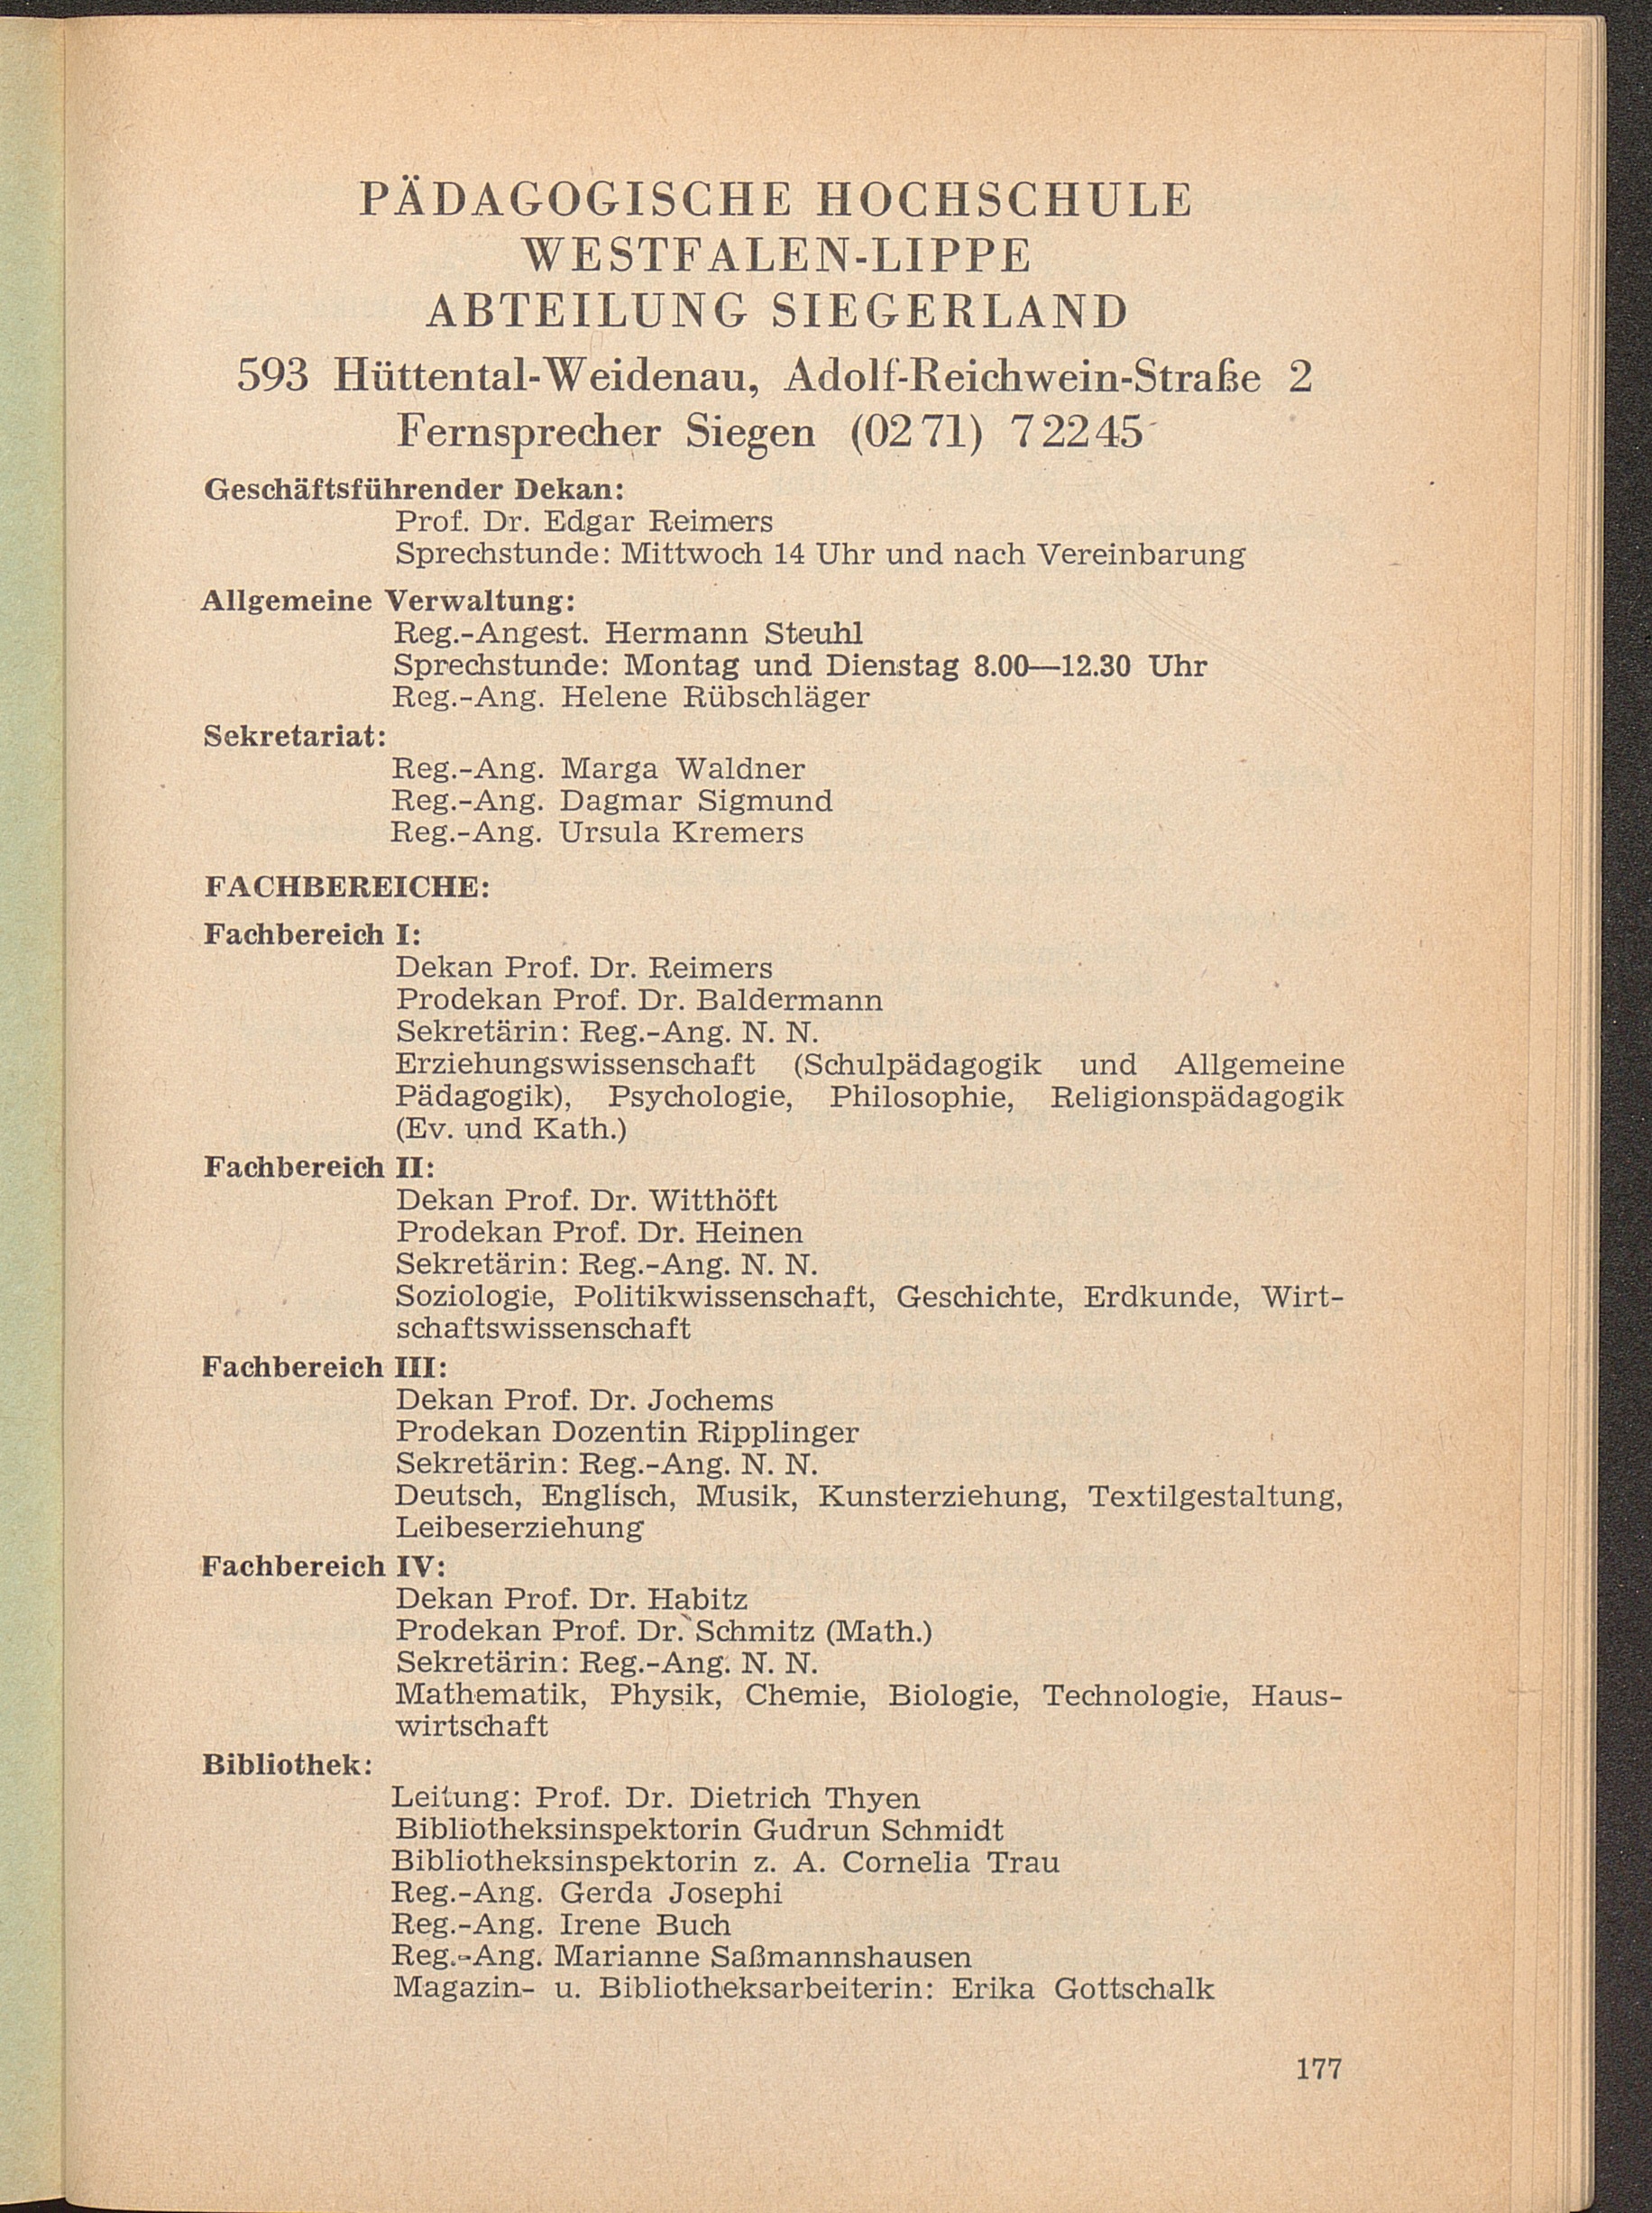 PÄDAGOGISCHE HOCHSCHULE
WESTFALEN-LIPPE
ABTEILUNG SIEGERLAND
593 Hüttental-Weidenau, Adolf-Reichwein-Straße 2
Fernsprecher Siegen (02 71) 7 22 45
Geschäftsführender Dekan:
Prof. Dr. Edgar Reimers
Sprechstunde: Mittwoch 14 Uhr und nach Vereinbarung
Allgemeine Verwaltung:
Reg.-Angest. Hermann Steuhl
Sprechstunde: Montag und Dienstag 8.00—12.30 Uhr
Reg.-Ang. Helene Rübschläger
Sekretariat:
Reg.-Ang. Marga Waldner
Reg.-Ang. Dagmar Sigmund
Reg.-Ang. Ursula Kremers
FACHBEREICHE:
Fachbereich I:
Dekan Prof. Dr. Reimers
Prodekan Prof. Dr. Baldermann
Sekretärin: Reg.-Ang. N. N.
Erziehungswissenschaft (Schulpädagogik und Allgemeine
Pädagogik), Psychologie, Philosophie, Religionspädagogik
(Ev. und Kath.)
Fachbereich II:
Dekan Prof. Dr. Witthöft
Prodekan Prof. Dr. Heinen
Sekretärin: Reg.-Ang. N. N.
Soziologie, Politikwissenschaft, Geschichte, Erdkunde, Wirt-
schaftswissenschaft
Fachbereich III:
Dekan Prof. Dr. Jochems
Prodekan Dozentin Ripplinger
Sekretärin: Reg.-Ang. N. N.
Deutsch, Englisch, Musik, Kunsterziehung, Textilgestaltung,
Leibeserziehung
Fachbereich IV:
Dekan Prof. Dr. Habitz
Prodekan Prof. Dr. Schmitz (Math.)
Sekretärin: Reg.-Ang. N. N.
Mathematik, Physik, Chemie, Biologie, Technologie, Haus-
wirtschaft
Bibliothek:
Leitung: Prof. Dr. Dietrich Thyen
Bibliotheksinspektorin Gudrun Schmidt
Bibliotheksinspektorin z. A. Cornelia Trau
Reg.-Ang. Gerda Josephi
Reg.-Ang. Irene Buch
Reg.-Ang. Marianne Saßmannshausen
Magazin- u. Bibliotheksarbeiterin: Erika Gottschalk
177